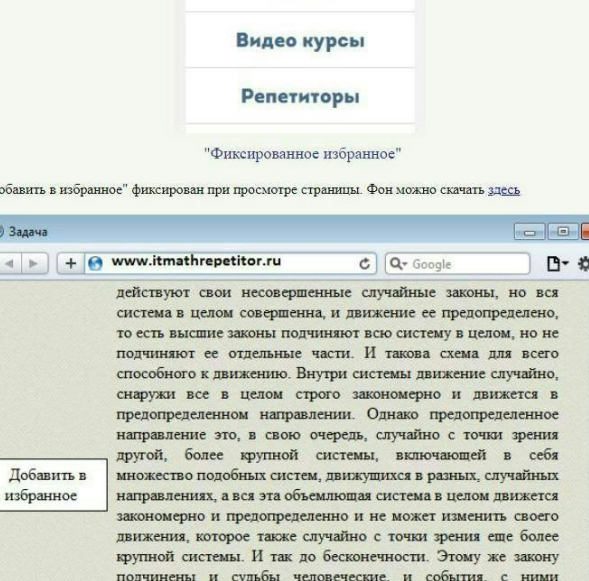 Видео курсы
Репетиторы
"Фиксированное избранное"
обавить в избранное" фиксирован при просмотре страницы. Фон можно скачать здесь
Задача
www.itmathrepetitor.ru
Google
действуют свои несовершенные случайные законы, но вся
система в целом совершенна, и движение ее предопределено,
то есть высшие законы подчиняют всю систему в целом, но не
подчиняют ее отдельные части. И такова схема для всего
способного к движению. Внутри системы движение случайно,
снаружи все в целом строго закономерно и движется в
предопределенном направлении. Однако предопределенное
направление это, в свою очередь, случайно с точки зрения
другой, более крупной системы, включающей в себя
множество подобных систем, движущихся в разных, случайных
направлениях, а вся эта объемлющая система в целом движется
закономерно и предопределенно и не может изменить своего
движения, которое также случайно с точки зрения еще более
крупной системы. И так до бесконечности. Этому же закону
подчинены и судьбы человеческие, и события, с ними
Добавить в
избранное